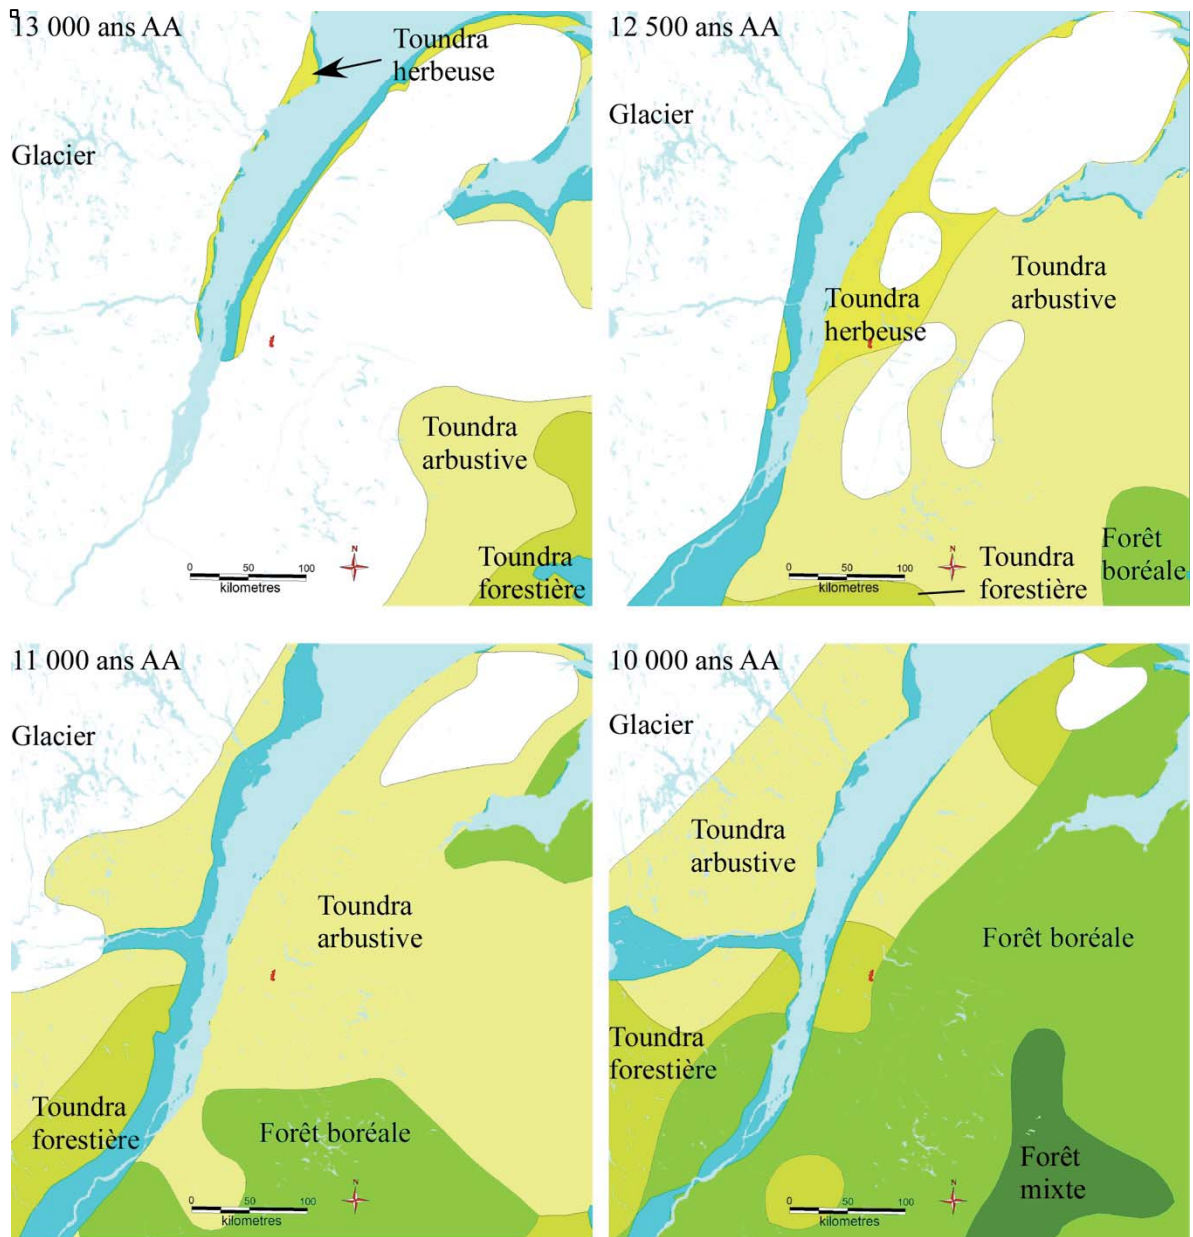 13 000 ans AA
Toundra
herbeuse
Glacier
Toundra
arbustive
Toundra
forestière
0 50 100
kilometres
N
12 500 ans AA
Glacier
Toundra
arbustive
Toundra
herbeuse
Forêt
boréale
Toundra
forestière
0 50 100
kilometres
N
11 000 ans AA
Glacier
Toundra
arbustive
Toundra
forestière
Forêt boréale
0 50 100
kilometres
N
10 000 ans AA
Glacier
Toundra
arbustive
Forêt boréale
Toundra
forestière
Forêt
mixte
0 50 100
kilometres
N